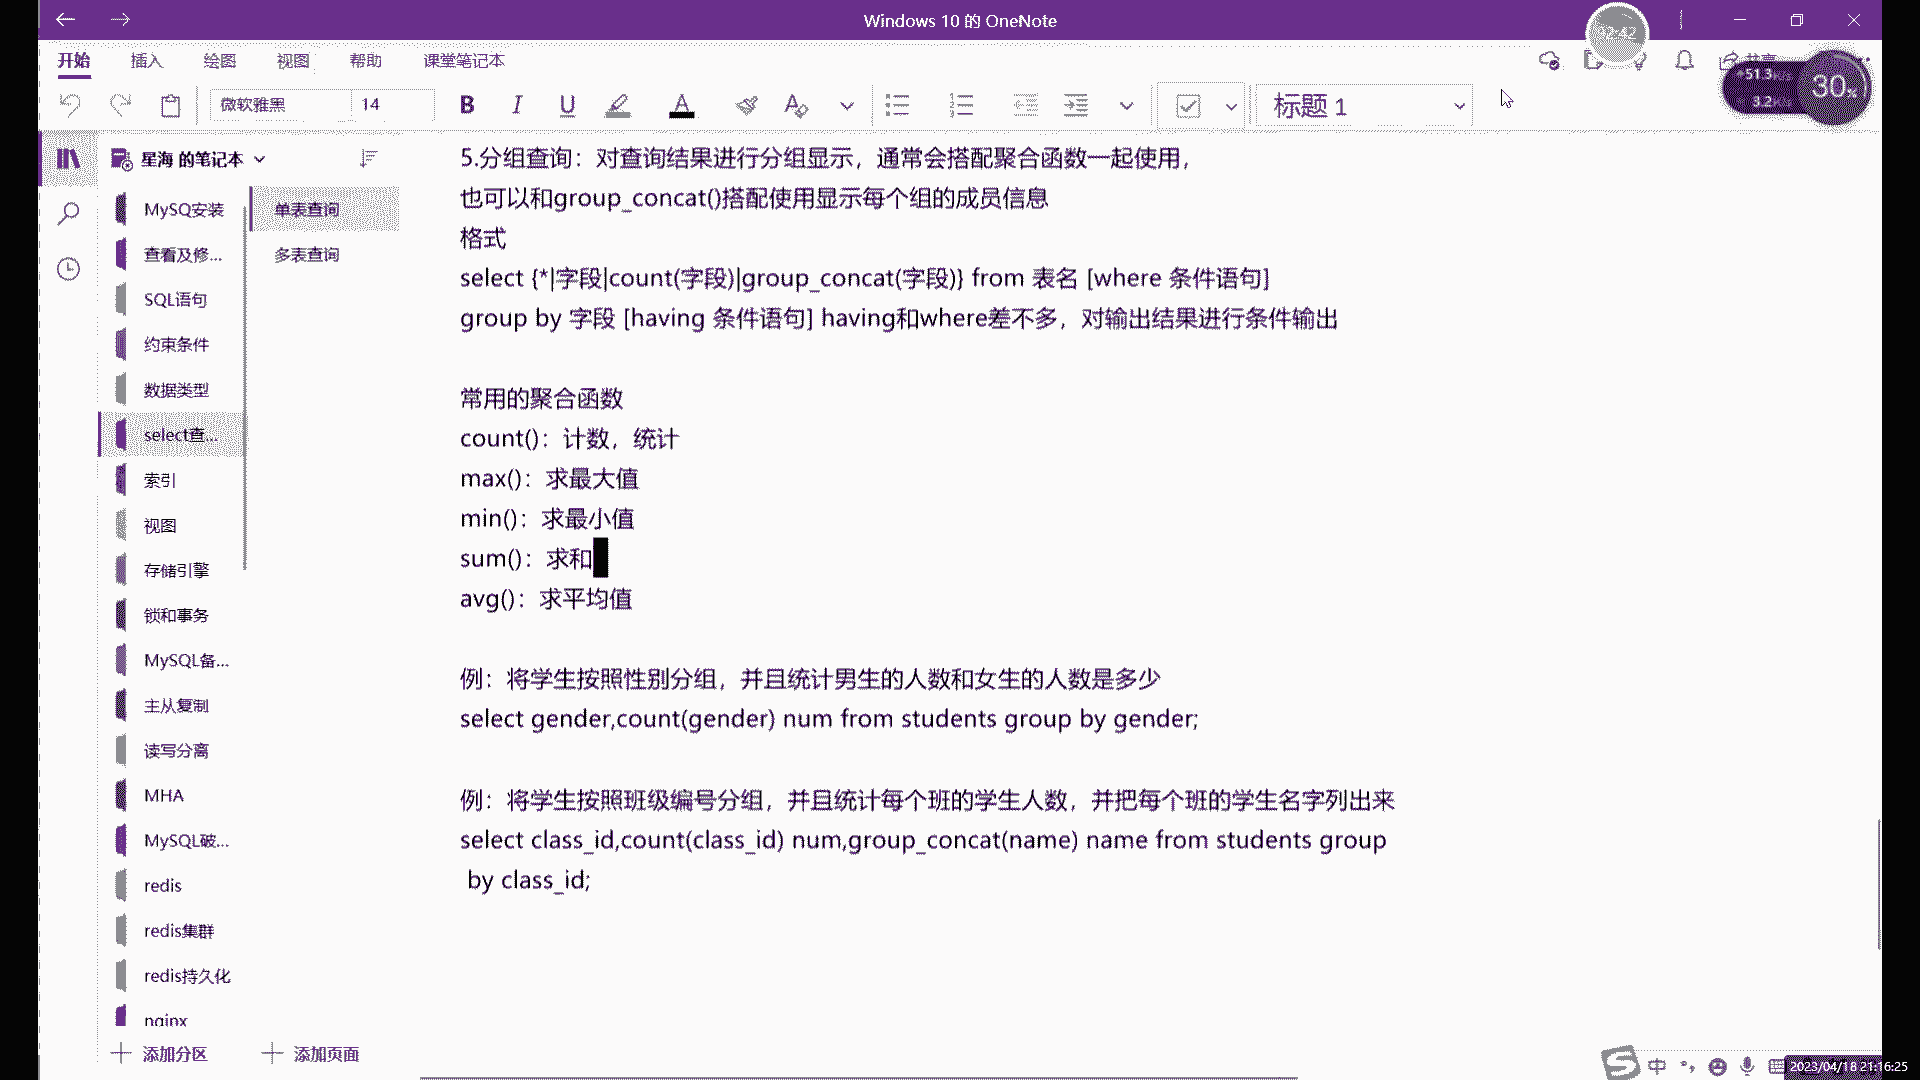 Windows 10 的 OneNote
开始 插入 绘图 视图 帮助 课堂笔记本
微软雅黑 14 B I U A 标题 1
51.3K/s
3.2K/s
30%
星海 的笔记本
MySQ安装
查看及修...
SQL语句
约束条件
数据类型
select查...
索引
视图
存储引擎
锁和事务
MySQL备...
主从复制
读写分离
MHA
MySQL破...
redis
redis集群
redis持久化
nginx
添加分区
单表查询
多表查询
添加页面
5.分组查询：对查询结果进行分组显示，通常会搭配聚合函数一起使用，
也可以和group_concat()搭配使用显示每个组的成员信息
格式
select {*|字段|count(字段)|group_concat(字段)} from 表名 [where 条件语句]
group by 字段 [having 条件语句] having和where差不多，对输出结果进行条件输出
常用的聚合函数
count()：计数，统计
max()：求最大值
min()：求最小值
sum()：求和
avg()：求平均值
例：将学生按照性别分组，并且统计男生的人数和女生的人数是多少
select gender,count(gender) num from students group by gender;
例：将学生按照班级编号分组，并且统计每个班的学生人数，并把每个班的学生名字列出来
select class_id,count(class_id) num,group_concat(name) name from students group
by class_id;
中
2023/04/18 21:16:25